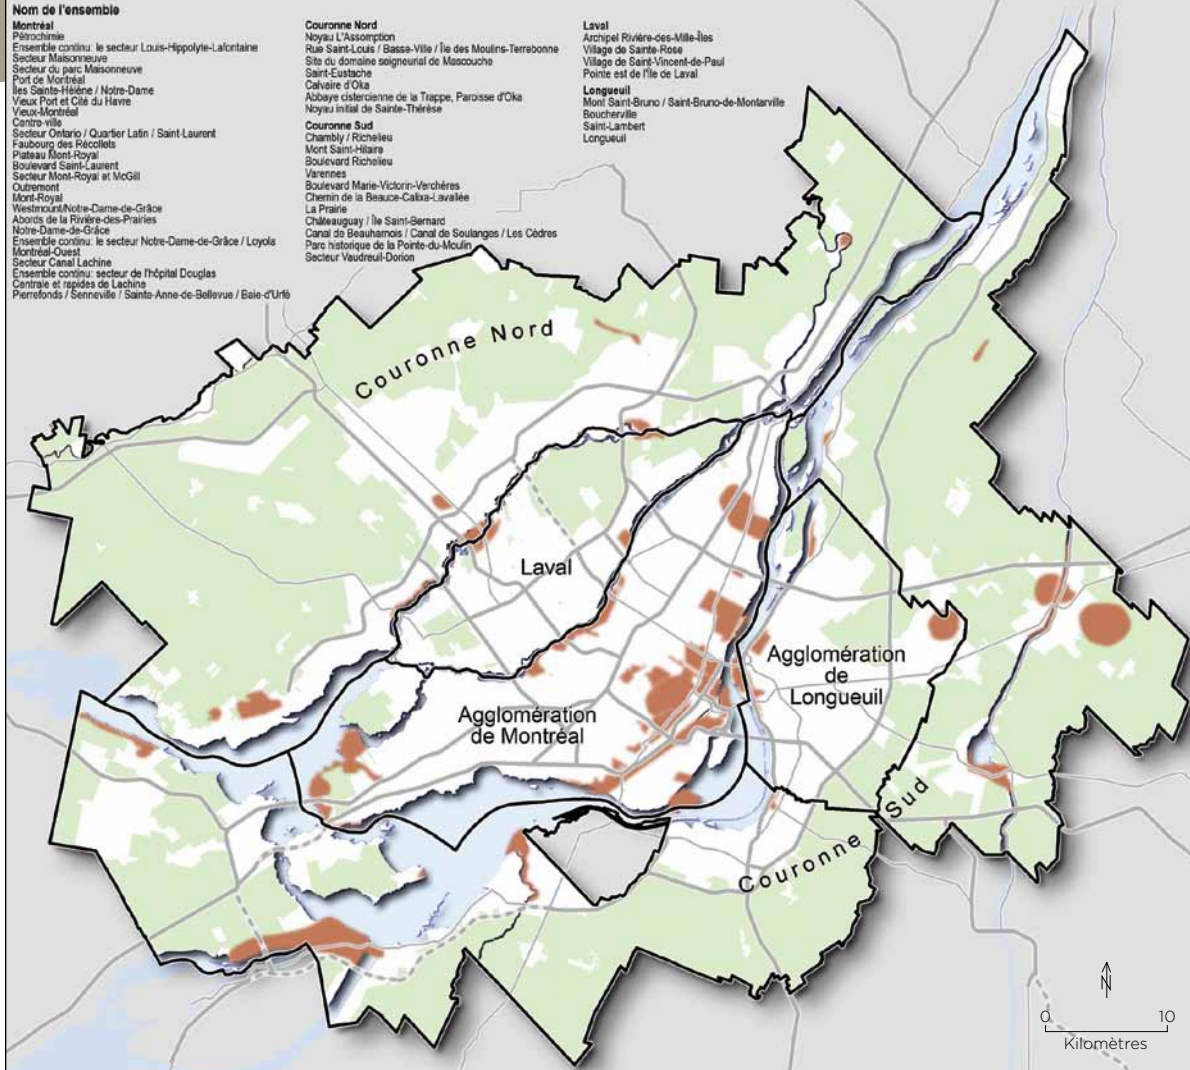 Nom de l'ensemble
Montréal
Pétrochimie
Ensemble continu: le secteur Louis-Hippolyte-Lafontaine
Secteur Maisonneuve
Secteur du parc Maisonneuve
Port de Montréal
Îles Sainte-Hélène / Notre-Dame
Vieux Port et Cité du Havre
Vieux-Montréal
Centre-ville
Secteur Ontario / Quartier Latin / Saint-Laurent
Faubourg des Récollets
Plateau Mont-Royal
Boulevard Saint-Laurent
Secteur Mont-Royal et McGill
Outremont
Mont-Royal
Westmount/Notre-Dame-de-Grâce
Abords de la Rivière-des-Prairies
Notre-Dame-de-Grâce
Ensemble continu: le secteur Notre-Dame-de-Grâce / Loyola
Montréal-Ouest
Secteur Canal Lachine
Ensemble continu: secteur de l'hôpital Douglas
Centrale et rapides de Lachine
Pierrefonds / Senneville / Sainte-Anne-de-Bellevue / Baie-d'Urfé
Couronne Nord
Noyau L'Assomption
Rue Saint-Louis / Basse-Ville / Île des Moulins-Terrebonne
Site du domaine seigneurial de Mascouche
Saint-Eustache
Calvaire d'Oka
Abbaye cistercienne de la Trappe, Paroisse d'Oka
Noyau initial de Sainte-Thérèse
Couronne Sud
Chambly / Richelieu
Mont Saint-Hilaire
Boulevard Richelieu
Varennes
Boulevard Marie-Victorin-Verchères
Chemin de la Beauce-Calixa-Lavallée
La Prairie
Châteauguay / Île Saint-Bernard
Canal de Beauharnois / Canal de Soulanges / Les Cèdres
Parc historique de la Pointe-du-Moulin
Secteur Vaudreuil-Dorion
Laval
Archipel Rivière-des-Mille-Îles
Village de Sainte-Rose
Village de Saint-Vincent-de-Paul
Pointe est de l'Île de Laval
Longueuil
Mont Saint-Bruno / Saint-Bruno-de-Montarville
Boucherville
Saint-Lambert
Longueuil
Couronne Nord
Laval
Agglomération
de
Longueuil
Agglomération
de Montréal
Couronne Sud
N
0 10
Kilomètres